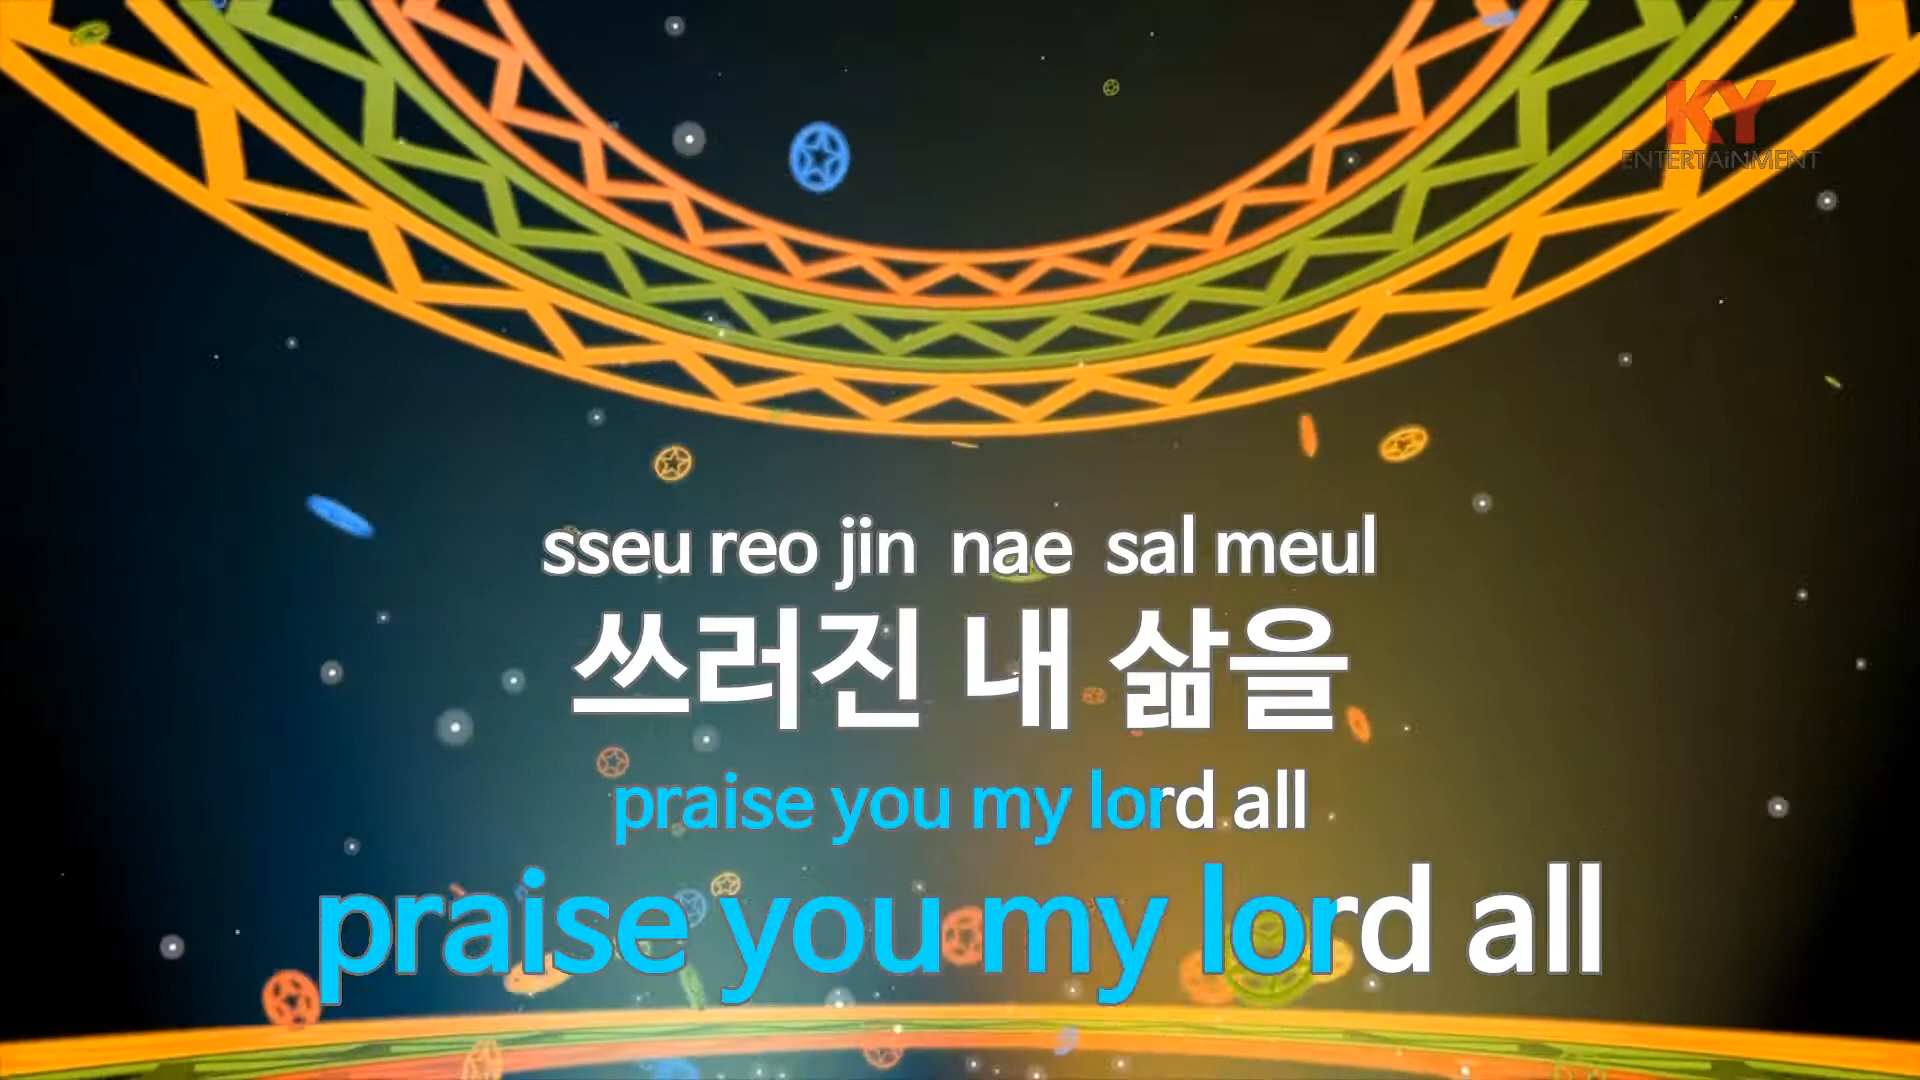 KY
ENTERTAiNMENT
sseu reo jin nae sal meul
쓰러진 내 삶을
praise you my lord all
praise you my lord all